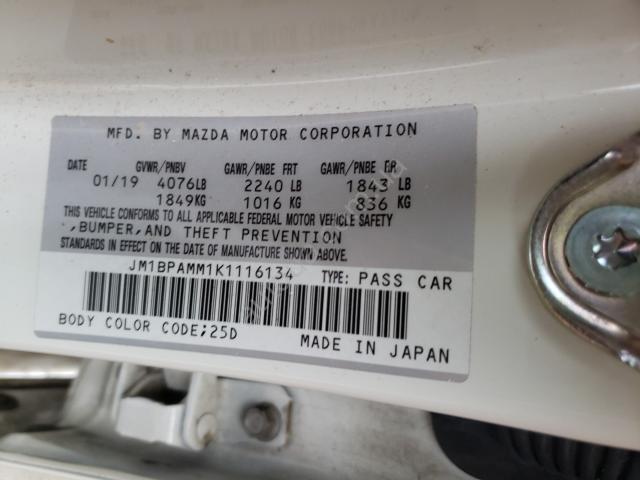 MFD. BY MAZDA MOTOR CORPORATION
DATE GVWR/PNBV GAWR/PNBE FRT GAWR/PNBE RR
01/19 4076LB 2240 LB 1843 LB
1849KG 1016 KG 836 KG
THIS VEHICLE CONFORMS TO ALL APPLICABLE FEDERAL MOTOR VEHICLE SAFETY
,BUMPER,AND THEFT PREVENTION
STANDARDS IN EFFECT ON THE DATE OF MANUFACTURE SHOWN ABOVE.
JM1BPAMM1K1116134 TYPE: PASS CAR
BODY COLOR CODE;25D MADE IN JAPAN